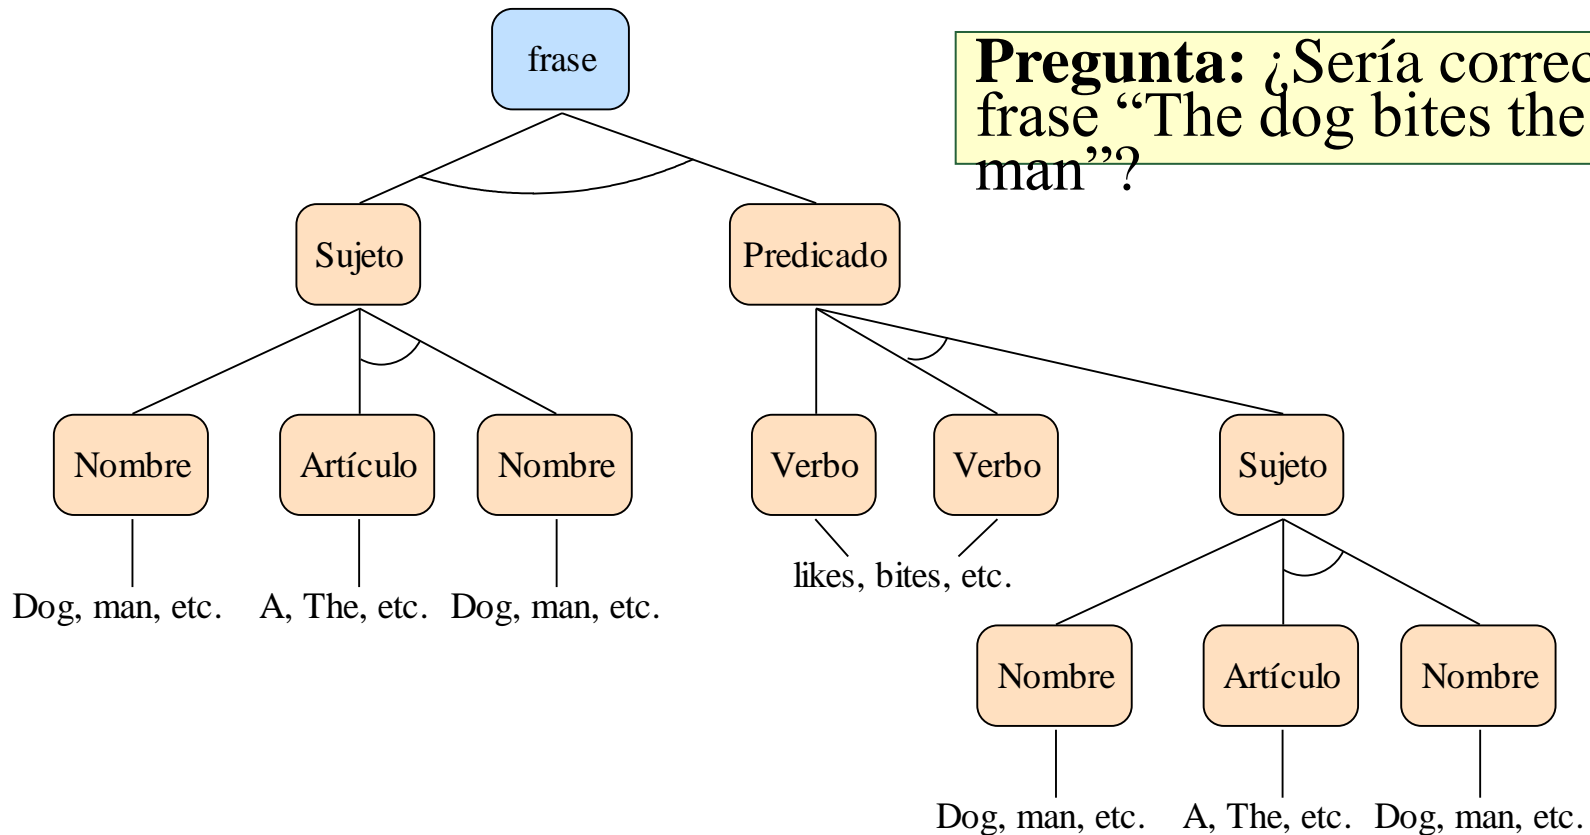 frase
Pregunta: ¿Sería correc
frase “The dog bites the
man”?
Sujeto
Predicado
Nombre
Artículo
Nombre
Verbo
Verbo
Sujeto
likes, bites, etc.
Dog, man, etc.
A, The, etc.
Dog, man, etc.
Nombre
Artículo
Nombre
Dog, man, etc.
A, The, etc.
Dog, man, etc.